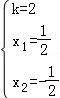 k=2
x₁=1/2
x₂=-1/2